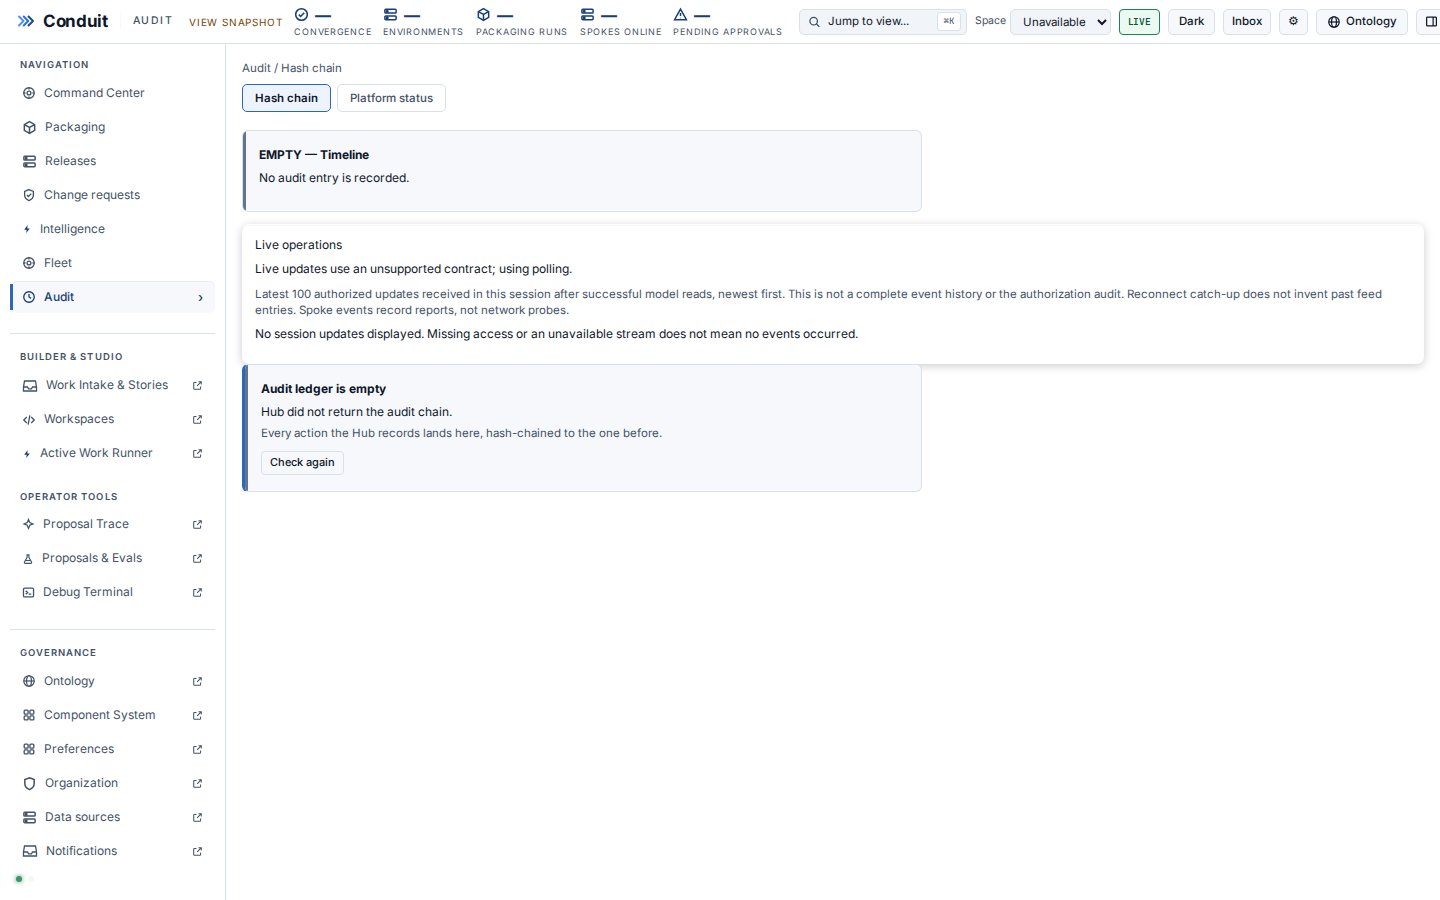 Conduit
AUDIT
VIEW SNAPSHOT
—
CONVERGENCE
—
ENVIRONMENTS
—
PACKAGING RUNS
—
SPOKES ONLINE
—
PENDING APPROVALS
Jump to view... ⌘K
Space
Unavailable
LIVE
Dark
Inbox
Ontology
NAVIGATION
Command Center
Packaging
Releases
Change requests
Intelligence
Fleet
Audit
BUILDER & STUDIO
Work Intake & Stories
Workspaces
Active Work Runner
OPERATOR TOOLS
Proposal Trace
Proposals & Evals
Debug Terminal
GOVERNANCE
Ontology
Component System
Preferences
Organization
Data sources
Notifications
Audit / Hash chain
Hash chain
Platform status
EMPTY — Timeline
No audit entry is recorded.
Live operations
Live updates use an unsupported contract; using polling.
Latest 100 authorized updates received in this session after successful model reads, newest first. This is not a complete event history or the authorization audit. Reconnect catch-up does not invent past feed
entries. Spoke events record reports, not network probes.
No session updates displayed. Missing access or an unavailable stream does not mean no events occurred.
Audit ledger is empty
Hub did not return the audit chain.
Every action the Hub records lands here, hash-chained to the one before.
Check again